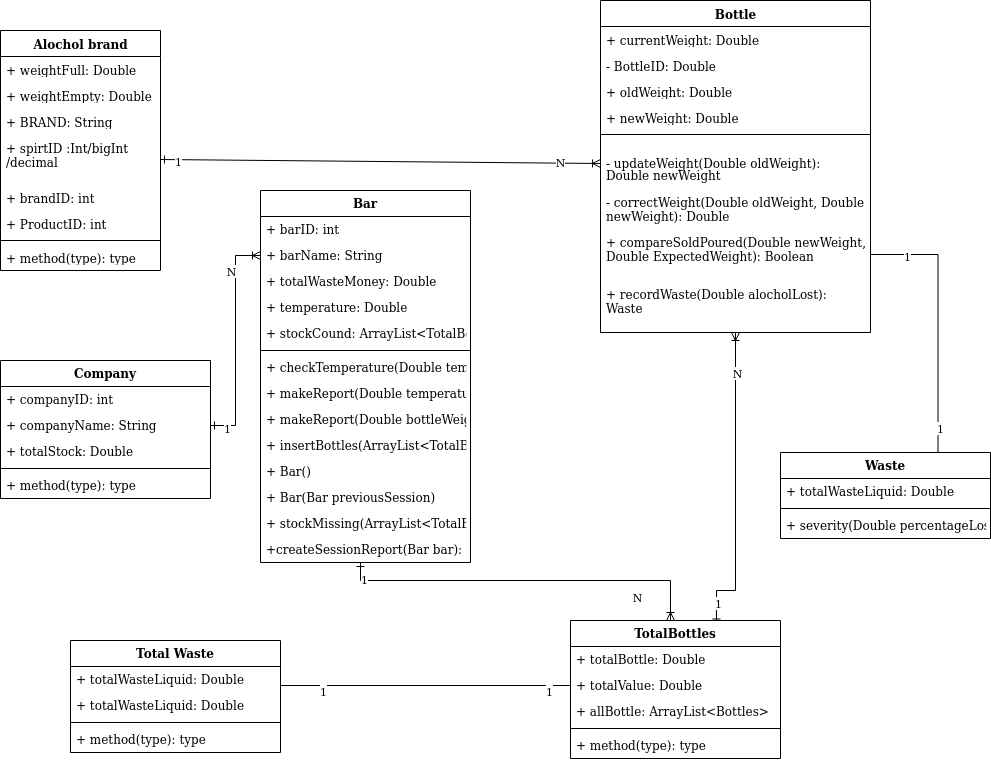 Alochol brand
+ weightFull: Double
+ weightEmpty: Double
+ BRAND: String
+ spirtID :Int/bigInt
/decimal
+ brandID: int
+ ProductID: int
+ method(type): type
1
N
Bottle
+ currentWeight: Double
- BottleID: Double
+ oldWeight: Double
+ newWeight: Double
- updateWeight(Double oldWeight):
Double newWeight
- correctWeight(Double oldWeight, Double
newWeight): Double
+ compareSoldPoured(Double newWeight,
Double ExpectedWeight): Boolean
+ recordWaste(Double alocholLost):
Waste
Bar
+ barID: int
+ barName: String
+ totalWasteMoney: Double
+ temperature: Double
+ stockCound: ArrayList<TotalB
+ checkTemperature(Double tem
+ makeReport(Double temperatu
+ makeReport(Double bottleWeig
+ insertBottles(ArrayList<TotalB
+ Bar()
+ Bar(Bar previousSession)
+ stockMissing(ArrayList<TotalB
+createSessionReport(Bar bar):
N
1
Company
+ companyID: int
+ companyName: String
+ totalStock: Double
+ method(type): type
1
1
Waste
+ totalWasteLiquid: Double
+ severity(Double percentageLos
N
1
1
N
TotalBottles
+ totalBottle: Double
+ totalValue: Double
+ allBottle: ArrayList<Bottles>
+ method(type): type
Total Waste
+ totalWasteLiquid: Double
+ totalWasteLiquid: Double
+ method(type): type
1
1